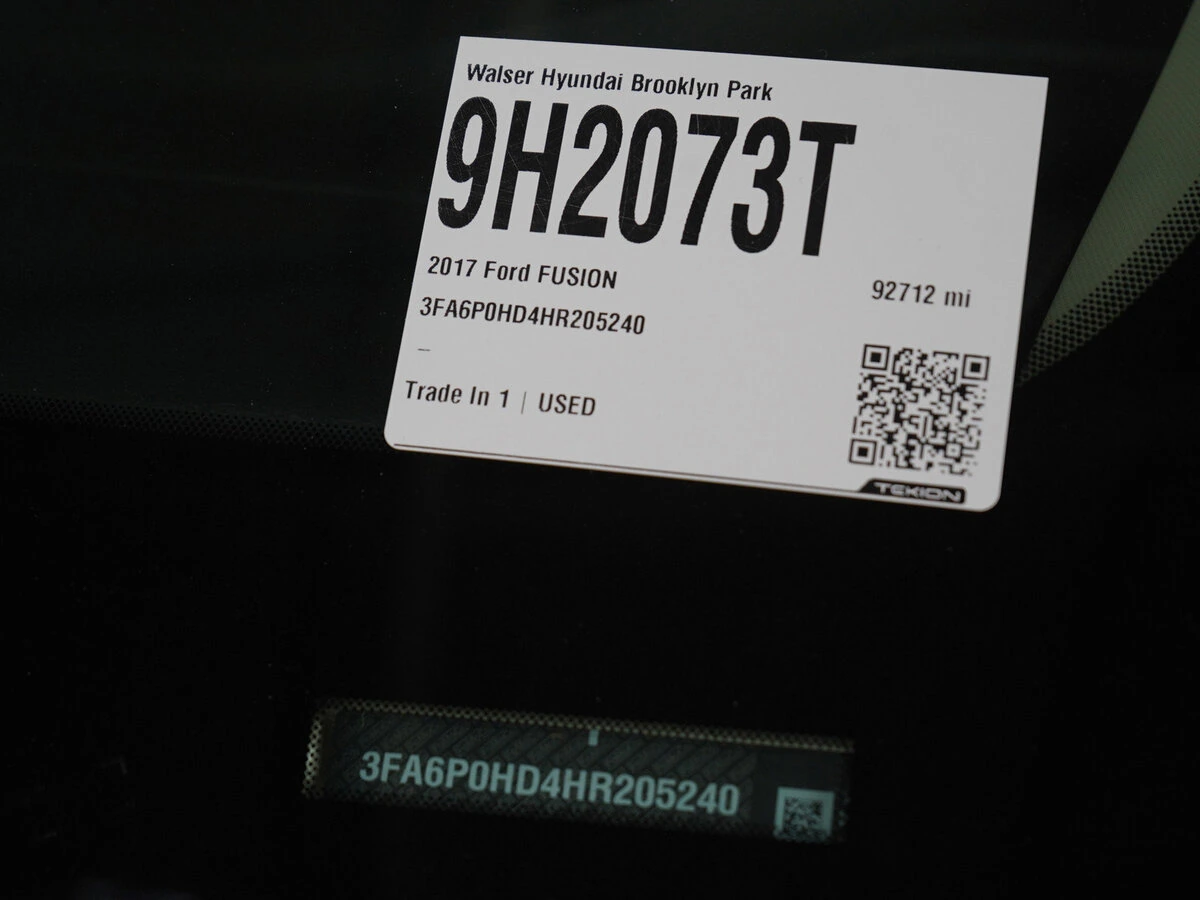 Walser Hyundai Brooklyn Park
9H2073T
2017 Ford FUSION
92712 mi
3FA6P0HD4HR205240
–
Trade In 1 | USED
TEKION
3FA6P0HD4HR205240